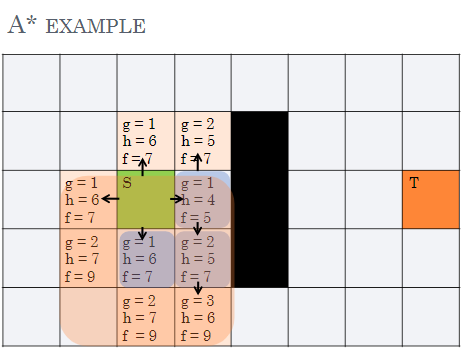 A* EXAMPLE
g = 1
h = 6
f = 7
g = 2
h = 5
f = 7
g = 1
h = 6
f = 7
S
g = 1
h = 4
f = 5
T
g = 2
h = 7
f = 9
g = 1
h = 6
f = 7
g = 2
h = 5
f = 7
g = 2
h = 7
f = 9
g = 3
h = 6
f = 9